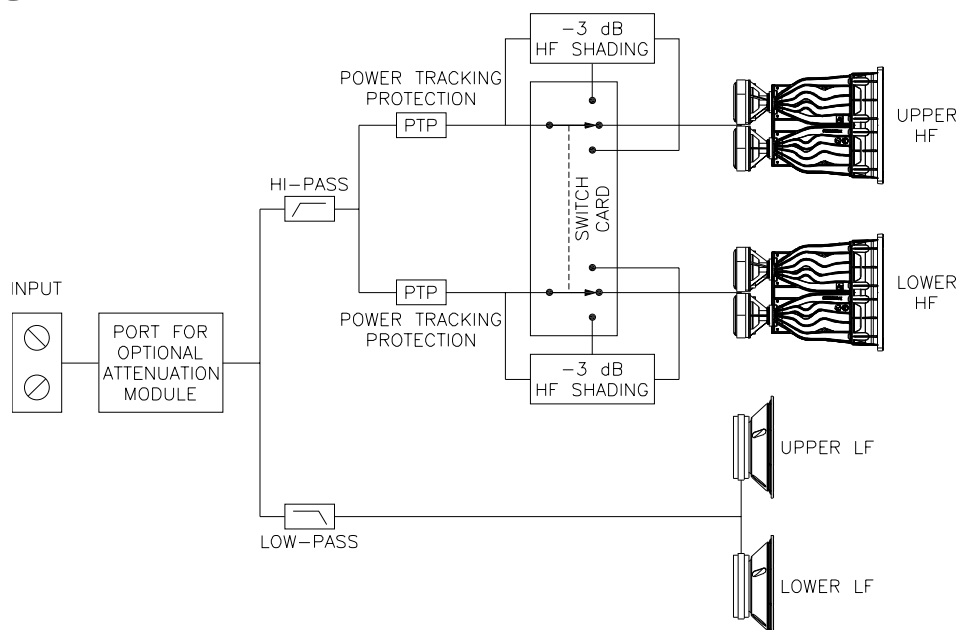 −3 dB
HF SHADING
POWER TRACKING
PROTECTION
PTP
UPPER
HF
HI−PASS
SWITCH
CARD
INPUT
PORT FOR
OPTIONAL
ATTENUATION
MODULE
PTP
POWER TRACKING
PROTECTION
LOWER
HF
−3 dB
HF SHADING
UPPER LF
LOW−PASS
LOWER LF